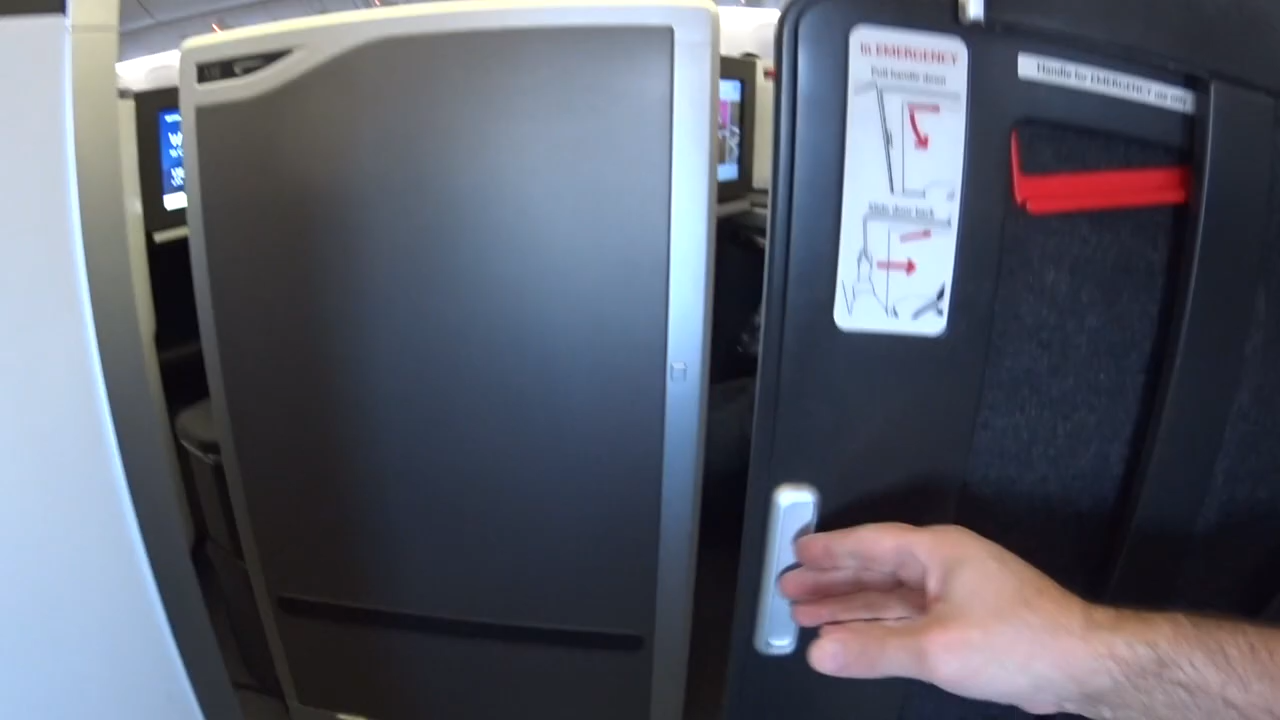 In EMERGENCY
Pull handle down
Slide door back
Handle for EMERGENCY use only